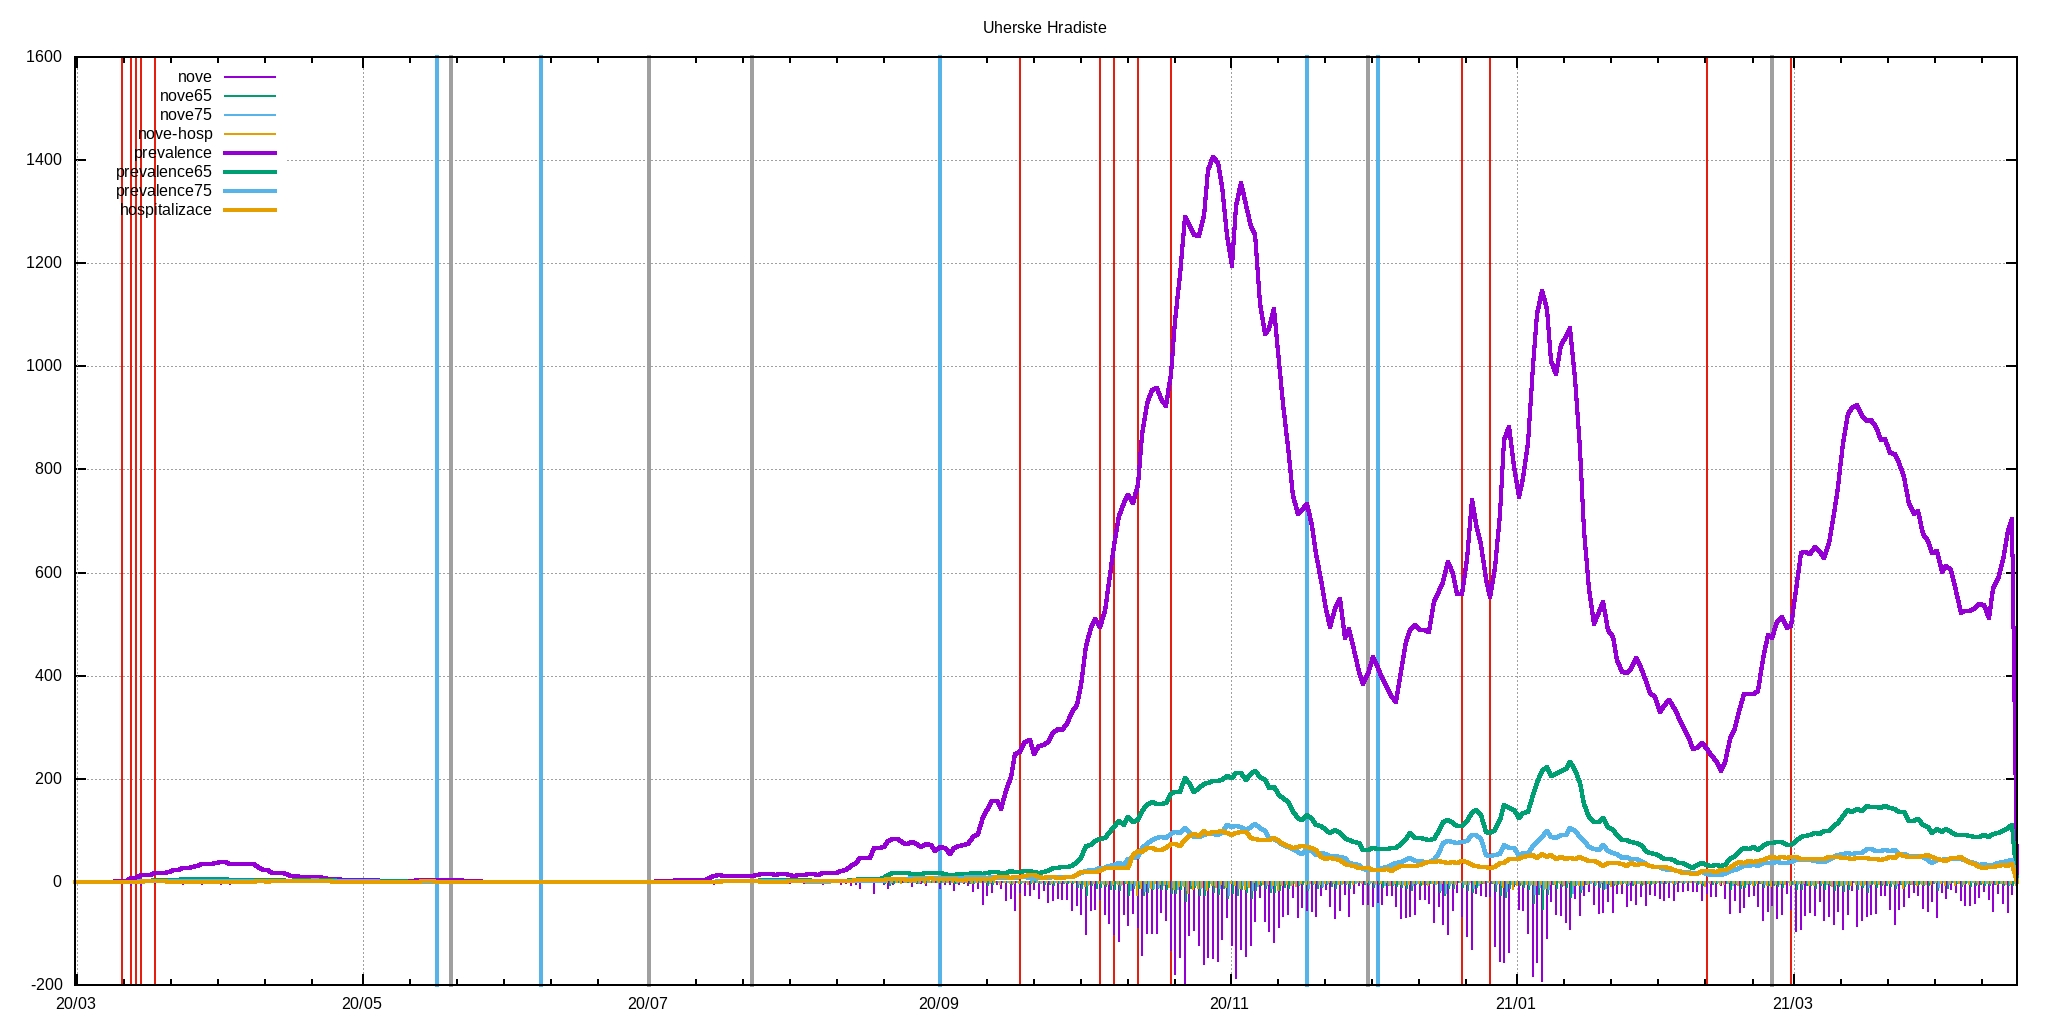 Uherske Hradiste
1600
1400
1200
1000
800
600
400
200
0
-200
nove
nove65
nove75
nove-hosp
prevalence
prevalence65
prevalence75
hospitalizace
20/03 20/05 20/07 20/09 20/11 21/01 21/03